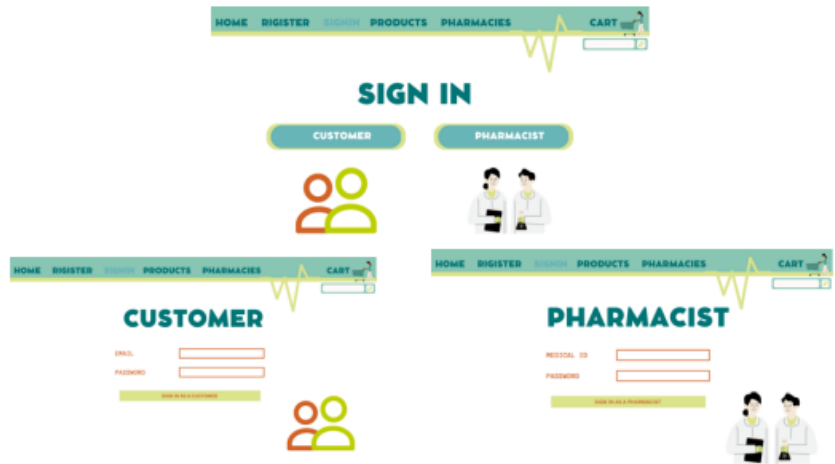 HOME RIGISTER SIGNIN PRODUCTS PHARMACIES CART
SIGN IN
CUSTOMER PHARMACIST
HOME RIGISTER SIGNIN PRODUCTS PHARMACIES CART
CUSTOMER
EMAIL
PASSWORD
SIGN IN AS A CUSTOMER
HOME RIGISTER SIGNIN PRODUCTS PHARMACIES CART
PHARMACIST
MEDICAL ID
PASSWORD
SIGN IN AS A PHARMACIST